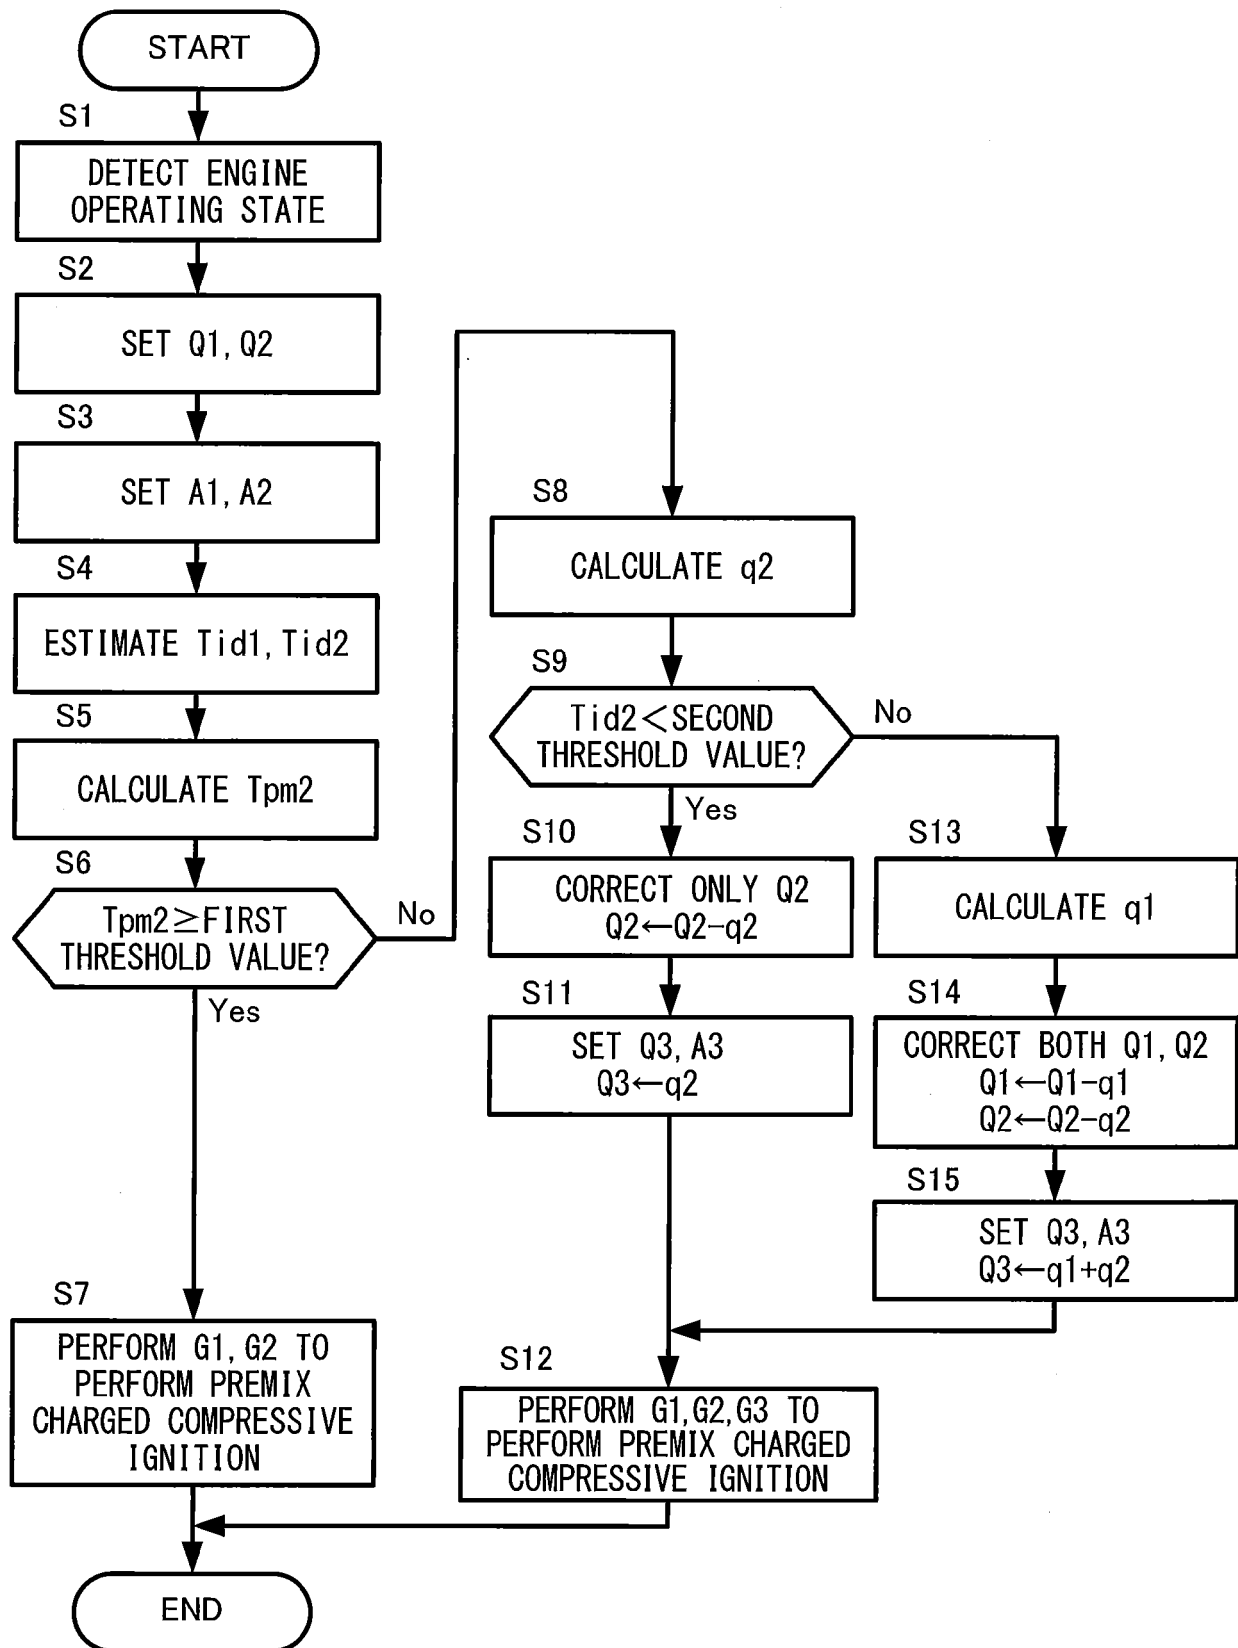 START
S1
DETECT ENGINE
OPERATING STATE
S2
SET Q1, Q2
S3
SET A1, A2
S4
ESTIMATE Tid1, Tid2
S5
CALCULATE Tpm2
S6
Tpm2≥FIRST
THRESHOLD VALUE?
No
Yes
S7
PERFORM G1, G2 TO
PERFORM PREMIX
CHARGED COMPRESSIVE
IGNITION
S8
CALCULATE q2
S9
Tid2<SECOND
THRESHOLD VALUE?
No
Yes
S10
CORRECT ONLY Q2
Q2←Q2-q2
S11
SET Q3, A3
Q3←q2
S13
CALCULATE q1
S14
CORRECT BOTH Q1, Q2
Q1←Q1-q1
Q2←Q2-q2
S15
SET Q3, A3
Q3←q1+q2
S12
PERFORM G1,G2,G3 TO
PERFORM PREMIX CHARGED
COMPRESSIVE IGNITION
END